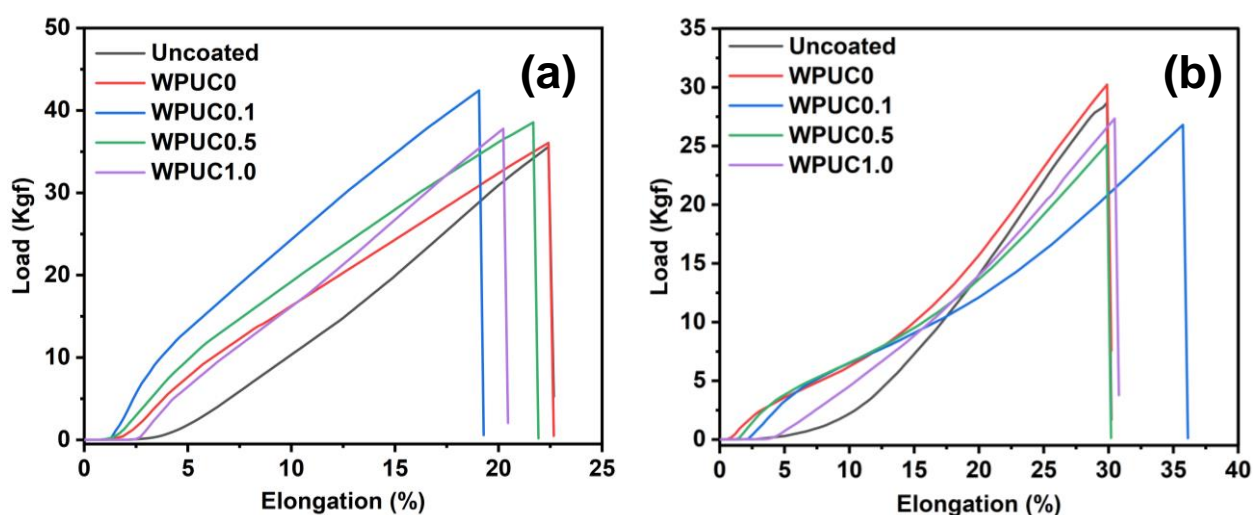 (a)
Uncoated
WPUC0
WPUC0.1
WPUC0.5
WPUC1.0
50
40
30
20
10
0
Load (Kgf)
0 5 10 15 20 25
Elongation (%)
(b)
Uncoated
WPUC0
WPUC0.1
WPUC0.5
WPUC1.0
35
30
25
20
15
10
5
0
Load (Kgf)
0 5 10 15 20 25 30 35 40
Elongation (%)